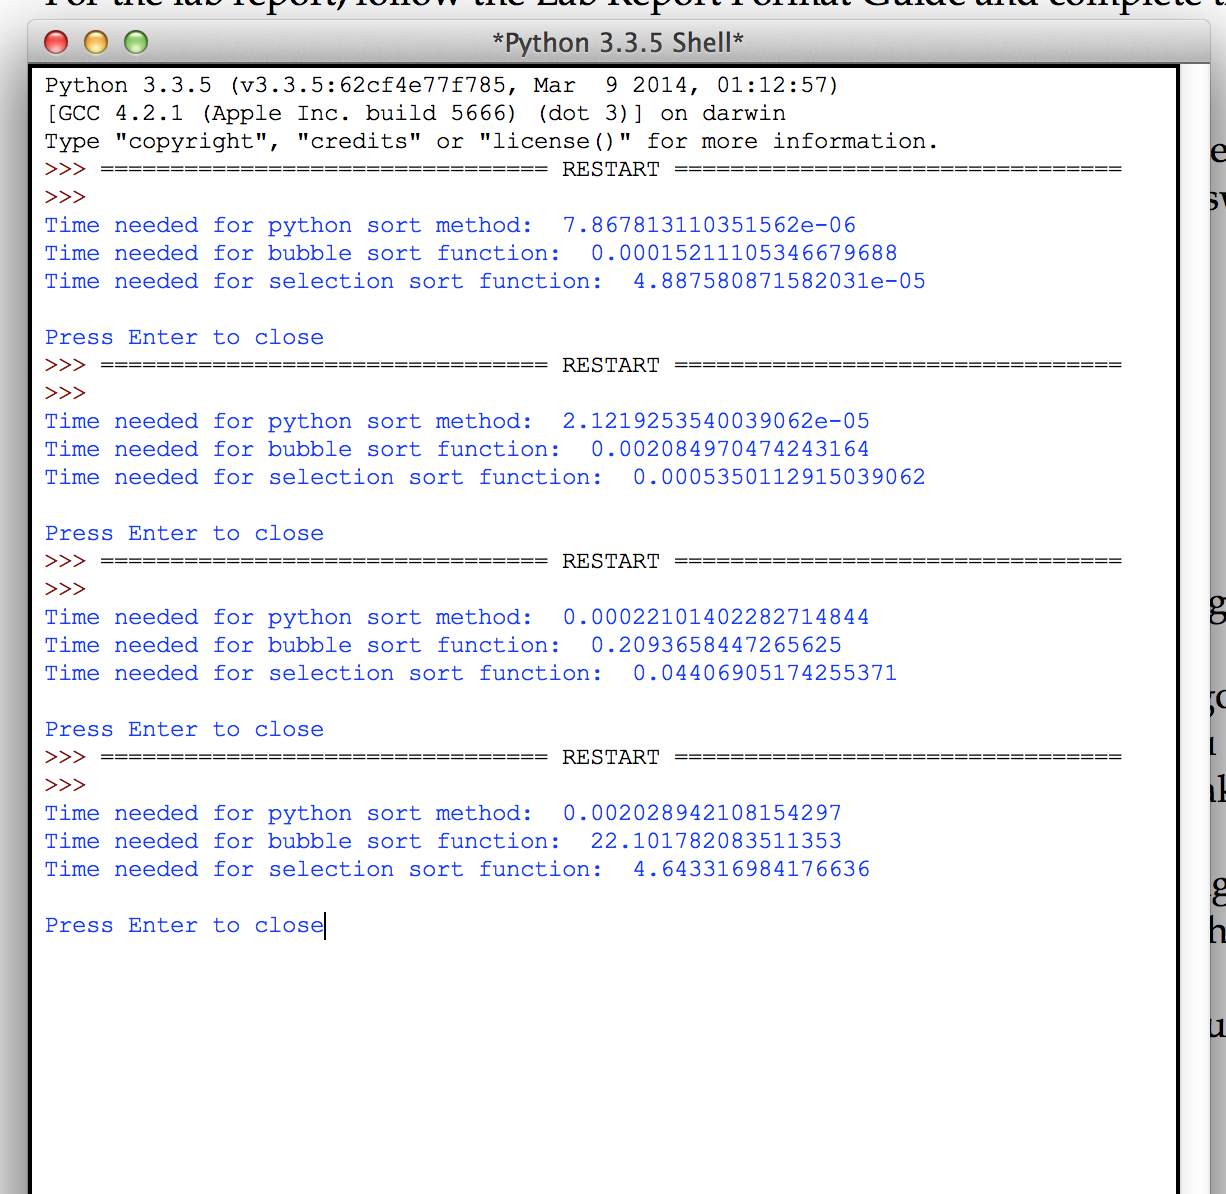 For the lab report, follow the Lab Report Format Guide and complete
*Python 3.3.5 Shell*
Python 3.3.5 (v3.3.5:62cf4e77f785, Mar  9 2014, 01:12:57)
[GCC 4.2.1 (Apple Inc. build 5666) (dot 3)] on darwin
Type "copyright", "credits" or "license()" for more information.
>>> ================================ RESTART ================================
>>>
Time needed for python sort method:  7.867813110351562e-06
Time needed for bubble sort function:  0.00015211105346679688
Time needed for selection sort function:  4.887580871582031e-05
Press Enter to close
>>> ================================ RESTART ================================
>>>
Time needed for python sort method:  2.1219253540039062e-05
Time needed for bubble sort function:  0.002084970474243164
Time needed for selection sort function:  0.0005350112915039062
Press Enter to close
>>> ================================ RESTART ================================
>>>
Time needed for python sort method:  0.00022101402282714844
Time needed for bubble sort function:  0.2093658447265625
Time needed for selection sort function:  0.04406905174255371
Press Enter to close
>>> ================================ RESTART ================================
>>>
Time needed for python sort method:  0.002028942108154297
Time needed for bubble sort function:  22.101782083511353
Time needed for selection sort function:  4.643316984176636
Press Enter to close